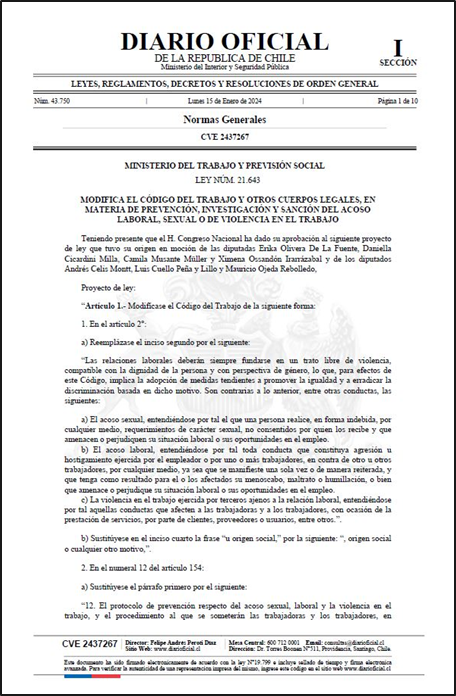 DIARIO OFICIAL
DE LA REPUBLICA DE CHILE
Ministerio del Interior y Seguridad Pública
I
SECCIÓN
LEYES, REGLAMENTOS, DECRETOS Y RESOLUCIONES DE ORDEN GENERAL
Núm. 43.750 | Lunes 15 de Enero de 2024 | Página 1 de 10
Normas Generales
CVE 2437267
MINISTERIO DEL TRABAJO Y PREVISIÓN SOCIAL
LEY NÚM. 21.643
MODIFICA EL CÓDIGO DEL TRABAJO Y OTROS CUERPOS LEGALES, EN
MATERIA DE PREVENCIÓN, INVESTIGACIÓN Y SANCIÓN DEL ACOSO
LABORAL, SEXUAL O DE VIOLENCIA EN EL TRABAJO
Teniendo presente que el H. Congreso Nacional ha dado su aprobación al siguiente proyecto
de ley que tuvo su origen en moción de las diputadas Erika Olivera De La Fuente, Daniella
Cicardini Milla, Camila Musante Müller y Ximena Ossandón Irarrázabal y de los diputados
Andrés Celis Montt, Luis Cuello Peña y Lillo y Mauricio Ojeda Rebolledo,
Proyecto de ley:
“Artículo 1.- Modifícase el Código del Trabajo de la siguiente forma:
1. En el artículo 2°:
a) Reemplázase el inciso segundo por el siguiente:
“Las relaciones laborales deberán siempre fundarse en un trato libre de violencia,
compatible con la dignidad de la persona y con perspectiva de género, lo que, para efectos de
este Código, implica la adopción de medidas tendientes a promover la igualdad y a erradicar la
discriminación basada en dicho motivo. Son contrarias a lo anterior, entre otras conductas, las
siguientes:
a) El acoso sexual, entendiéndose por tal el que una persona realice, en forma indebida, por
cualquier medio, requerimientos de carácter sexual, no consentidos por quien los recibe y que
amenacen o perjudiquen su situación laboral o sus oportunidades en el empleo.
b) El acoso laboral, entendiéndose por tal toda conducta que constituya agresión u
hostigamiento ejercida por el empleador o por uno o más trabajadores, en contra de otro u otros
trabajadores, por cualquier medio, ya sea que se manifieste una sola vez o de manera reiterada, y
que tenga como resultado para el o los afectados su menoscabo, maltrato o humillación, o bien
que amenace o perjudique su situación laboral o sus oportunidades en el empleo.
c) La violencia en el trabajo ejercida por terceros ajenos a la relación laboral, entendiéndose
por tal aquellas conductas que afecten a las trabajadoras y a los trabajadores, con ocasión de la
prestación de servicios, por parte de clientes, proveedores o usuarios, entre otros.”.
b) Sustitúyese en el inciso cuarto la frase “u origen social,” por la siguiente: “, origen social
o cualquier otro motivo,”.
2. En el numeral 12 del artículo 154:
a) Sustitúyese el párrafo primero por el siguiente:
“12. El protocolo de prevención respecto del acoso sexual, laboral y la violencia en el
trabajo, y el procedimiento al que se someterán las trabajadoras y los trabajadores, en
CVE 2437267 | Director: Felipe Andres Peroti Díaz | Mesa Central: 600 712 0001 Email: consultas@diarioficial.cl
Sitio Web: www.diarioficial.cl | Dirección: Dr. Torres Boonen N°511, Providencia, Santiago, Chile.
Este documento ha sido firmado electrónicamente de acuerdo con la ley N°19.799 e incluye sellado de tiempo y firma electrónica
avanzada. Para verificar la autenticidad de una representación impresa del mismo, ingrese este código en el sitio web www.diarioficial.cl